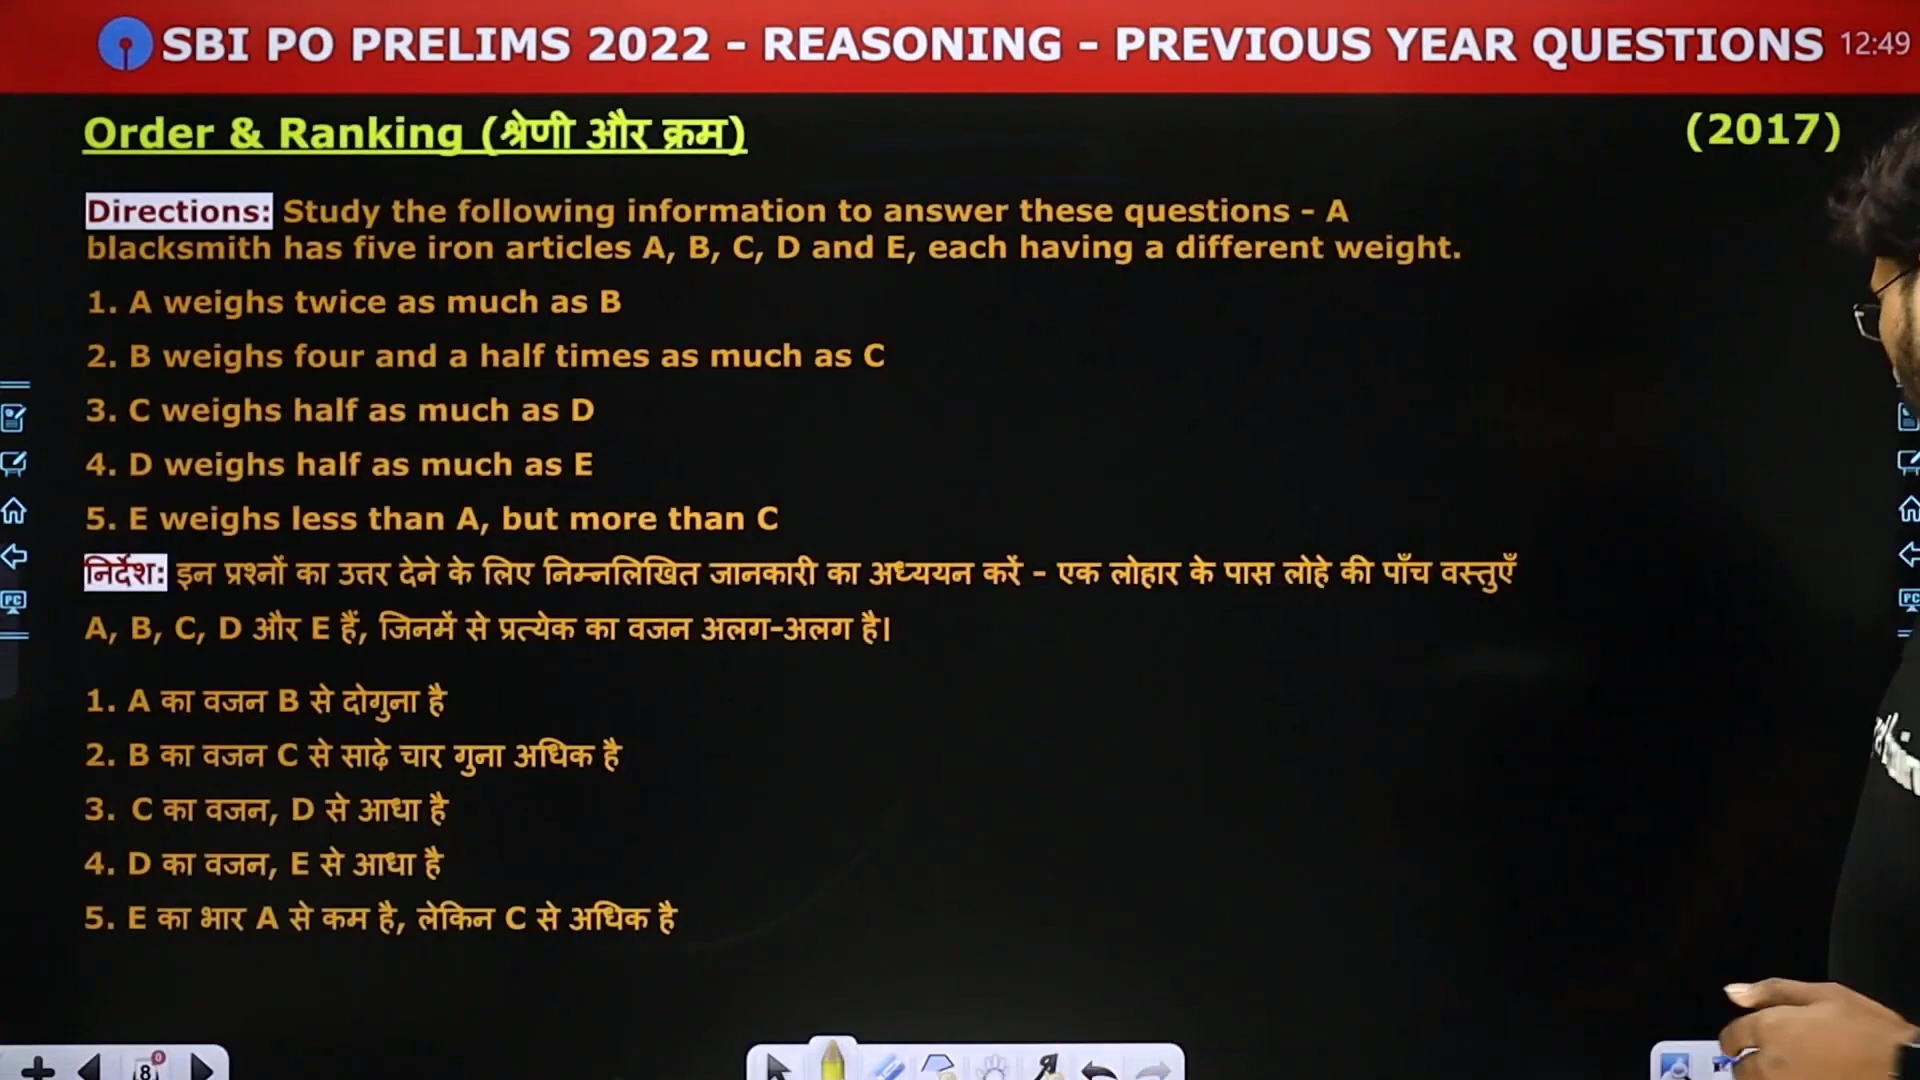 SBI PO PRELIMS 2022 - REASONING - PREVIOUS YEAR QUESTIONS 12:49
Order & Ranking (श्रेणी और क्रम) (2017)
Directions: Study the following information to answer these questions - A
blacksmith has five iron articles A, B, C, D and E, each having a different weight.
1. A weighs twice as much as B
2. B weighs four and a half times as much as C
3. C weighs half as much as D
4. D weighs half as much as E
5. E weighs less than A, but more than C
निर्देश: इन प्रश्नों का उत्तर देने के लिए निम्नलिखित जानकारी का अध्ययन करें - एक लोहार के पास लोहे की पाँच वस्तुएँ
A, B, C, D और E हैं, जिनमें से प्रत्येक का वजन अलग-अलग है।
1. A का वजन B से दोगुना है
2. B का वजन C से साढ़े चार गुना अधिक है
3. C का वजन, D से आधा है
4. D का वजन, E से आधा है
5. E का भार A से कम है, लेकिन C से अधिक है
PC
PC
8 0